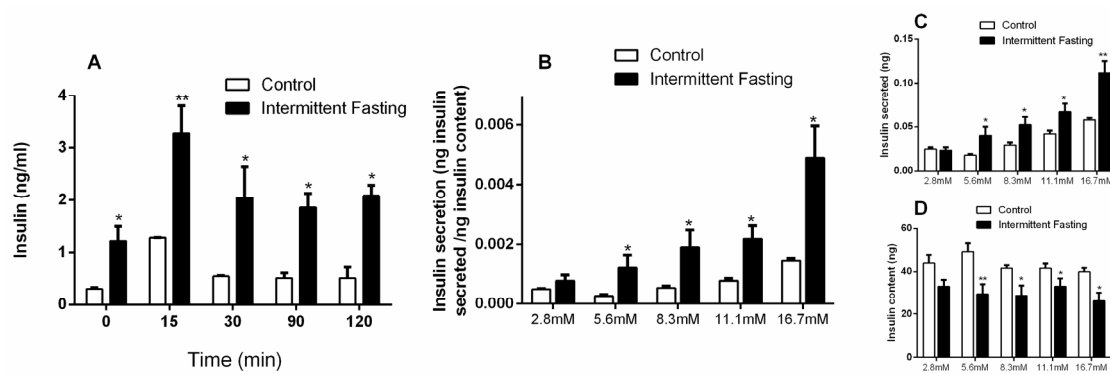 A
Control
Intermittent Fasting
Insulin (ng/ml)
4
3
2
1
0
**
*
*
*
*
0 15 30 90 120
Time (min)
B
Control
Intermittent Fasting
Insulin secretion (ng insulin
secreted /ng insulin content)
0.006
0.004
0.002
0.000
*
*
*
*
2.8mM 5.6mM 8.3mM 11.1mM 16.7mM
C
Control
Intermittent Fasting
Insulin secreted (ng)
0.15
0.10
0.05
0.00
*
*
*
**
2.8mM 5.6mM 8.3mM 11.1mM 16.7mM
D
Control
Intermittent Fasting
Insulin content (ng)
60
40
20
0
**
*
*
*
2.8mM 5.6mM 8.3mM 11.1mM 16.7mM